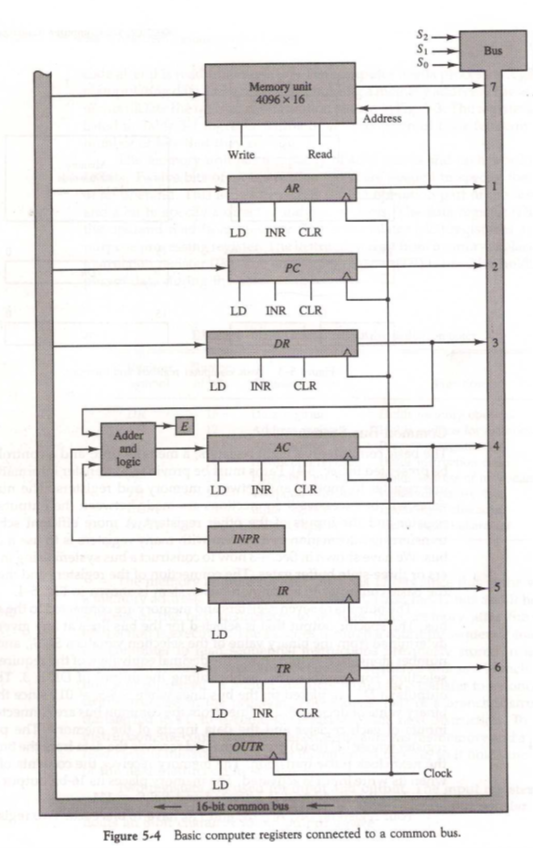 S2
S1
S0
Bus
Memory unit
4096 × 16
7
Address
Write Read
AR
1
LD INR CLR
PC
2
LD INR CLR
DR
3
LD INR CLR
E
Adder
and
logic
AC
4
LD INR CLR
INPR
IR
5
LD
TR
6
LD INR CLR
OUTR
Clock
LD
16-bit common bus
Figure 5-4 Basic computer registers connected to a common bus.